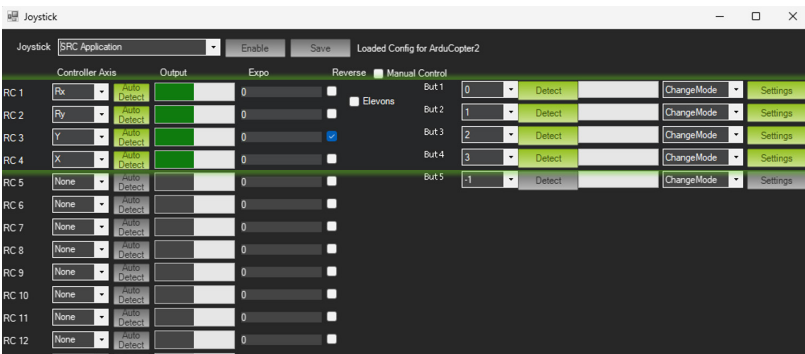 Joystick
Joystick SRC Application Enable Save Loaded Config for ArduCopter2
Controller Axis Output Expo Reverse Manual Control
RC 1 Rx Auto Detect 0 But 1 0 Detect ChangeMode Settings
Elevons
RC 2 Ry Auto Detect 0 But 2 1 Detect ChangeMode Settings
RC 3 Y Auto Detect 0 But 3 2 Detect ChangeMode Settings
RC 4 X Auto Detect 0 But 4 3 Detect ChangeMode Settings
RC 5 None Auto Detect 0 But 5 -1 Detect ChangeMode Settings
RC 6 None Auto Detect 0
RC 7 None Auto Detect 0
RC 8 None Auto Detect 0
RC 9 None Auto Detect 0
RC 10 None Auto Detect 0
RC 11 None Auto Detect 0
RC 12 None Auto Detect 0